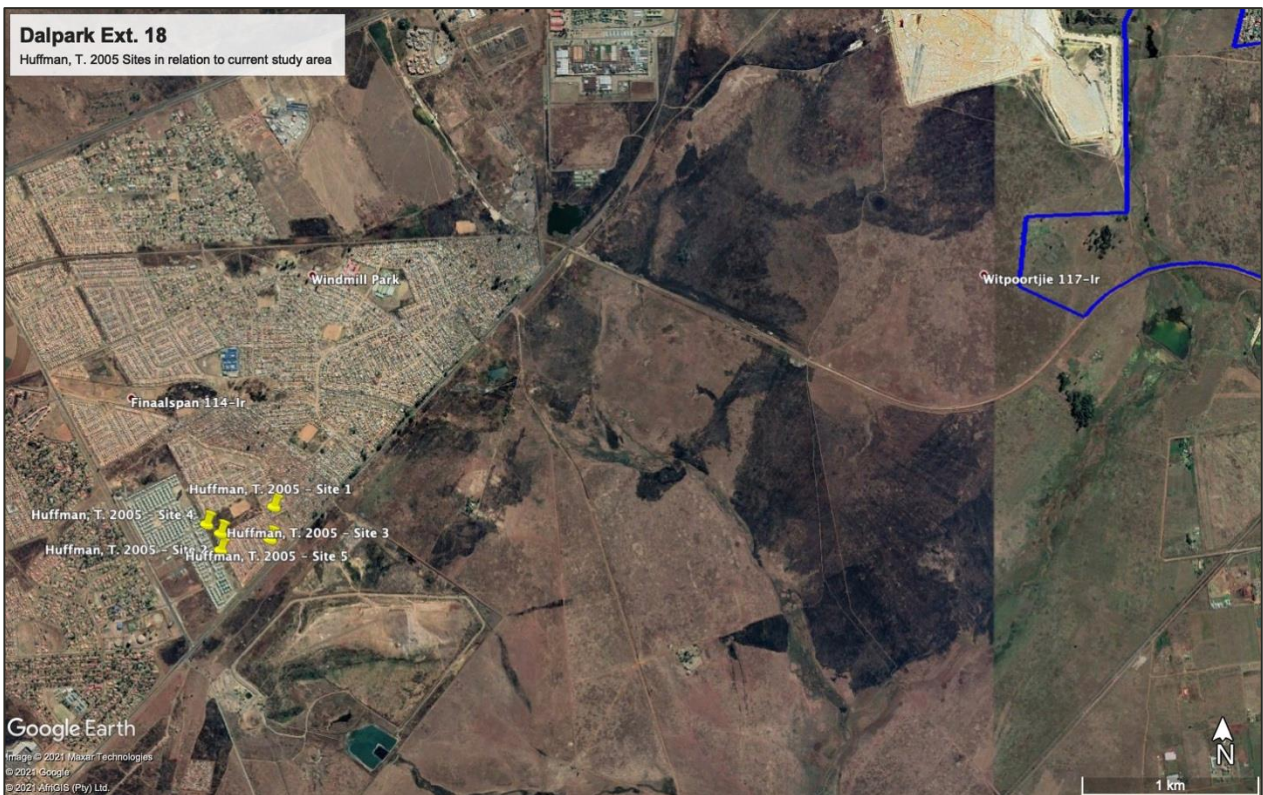 Dalpark Ext. 18
Huffman, T. 2005 Sites in relation to current study area
Windmill Park
Witpoortjie 117-Ir
Finaalspan 114-Ir
Huffman, T. 2005 - Site 1
Huffman, T. 2005 - Site 4
Huffman, T. 2005 - Site 3
Huffman, T. 2005 - Site
Huffman, T. 2005 - Site 5
Google Earth
Image © 2021 Maxar Technologies
© 2021 Google
© 2021 AfriGIS (Pty) Ltd.
N
1 km